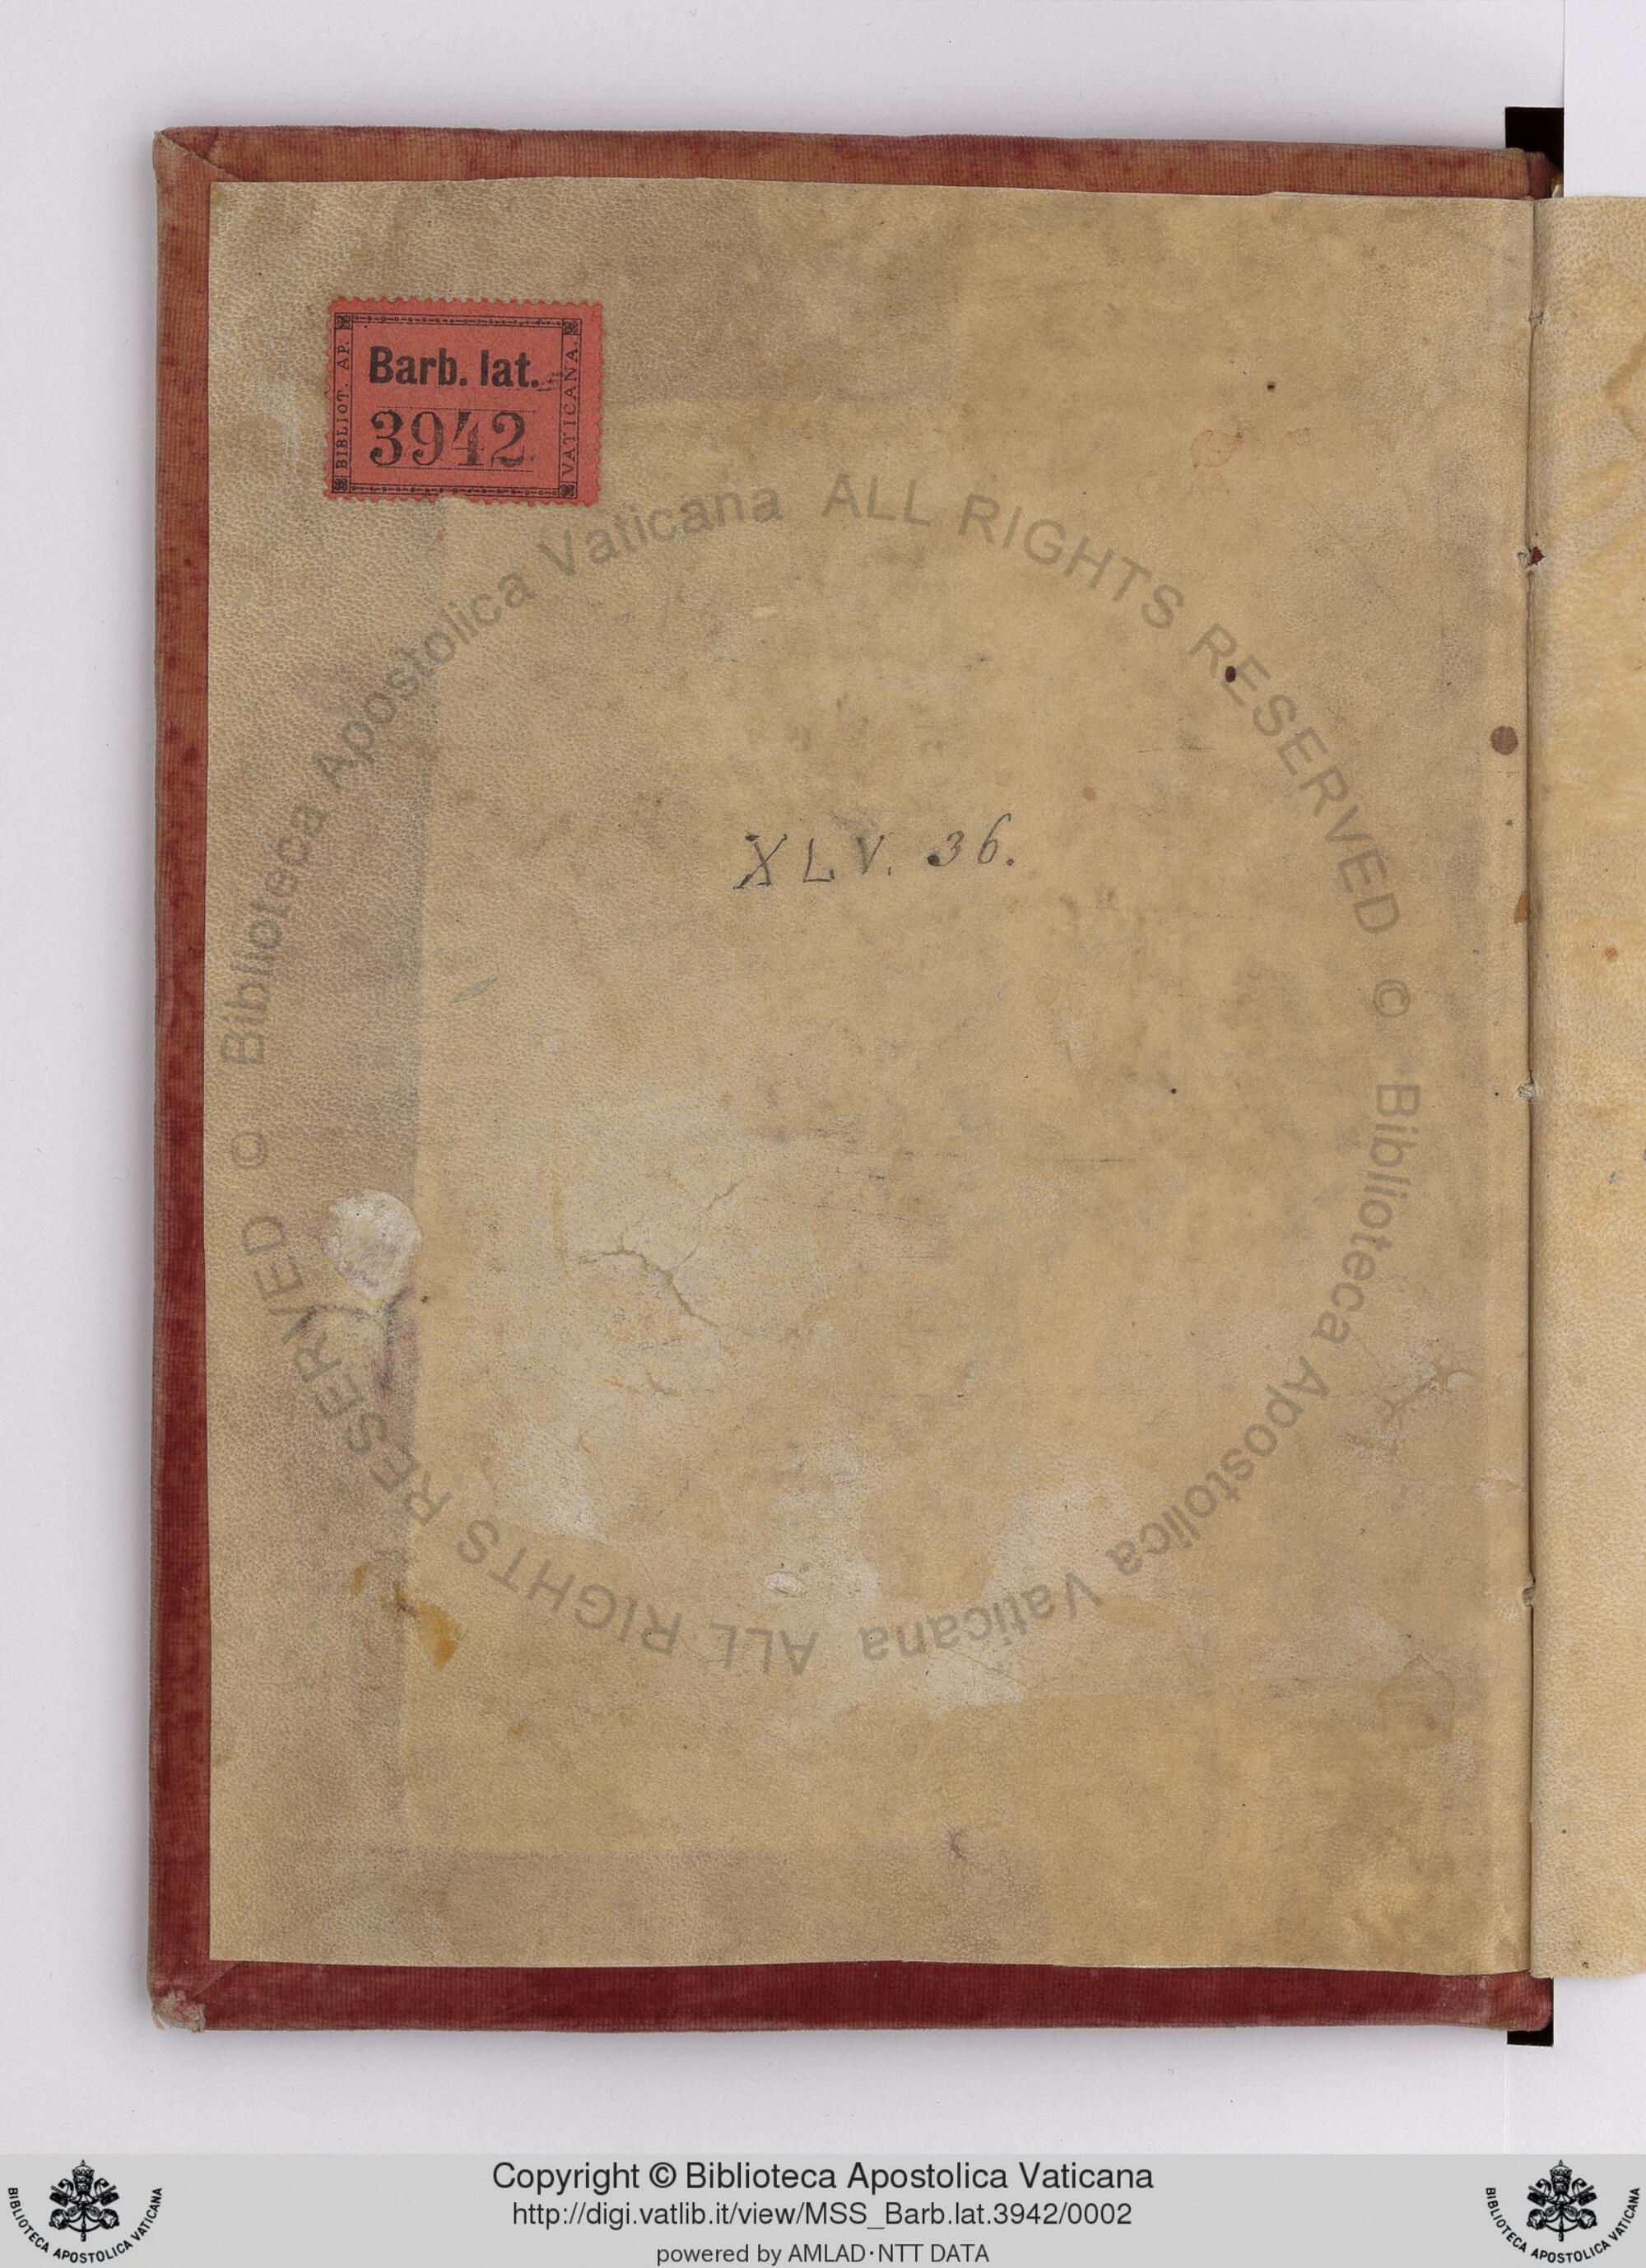 BIBLIOT. AP.
Barb. lat.
3942
VATICANA.
XLV. 36.
© Biblioteca Apostolica Vaticana ALL RIGHTS RESERVED © Biblioteca Apostolica Vaticana ALL RIGHTS RESERVED
Copyright © Biblioteca Apostolica Vaticana
http://digi.vatlib.it/view/MSS_Barb.lat.3942/0002
powered by AMLAD·NTT DATA
BIBLIOTECA APOSTOLICA VATICANA
BIBLIOTECA APOSTOLICA VATICANA